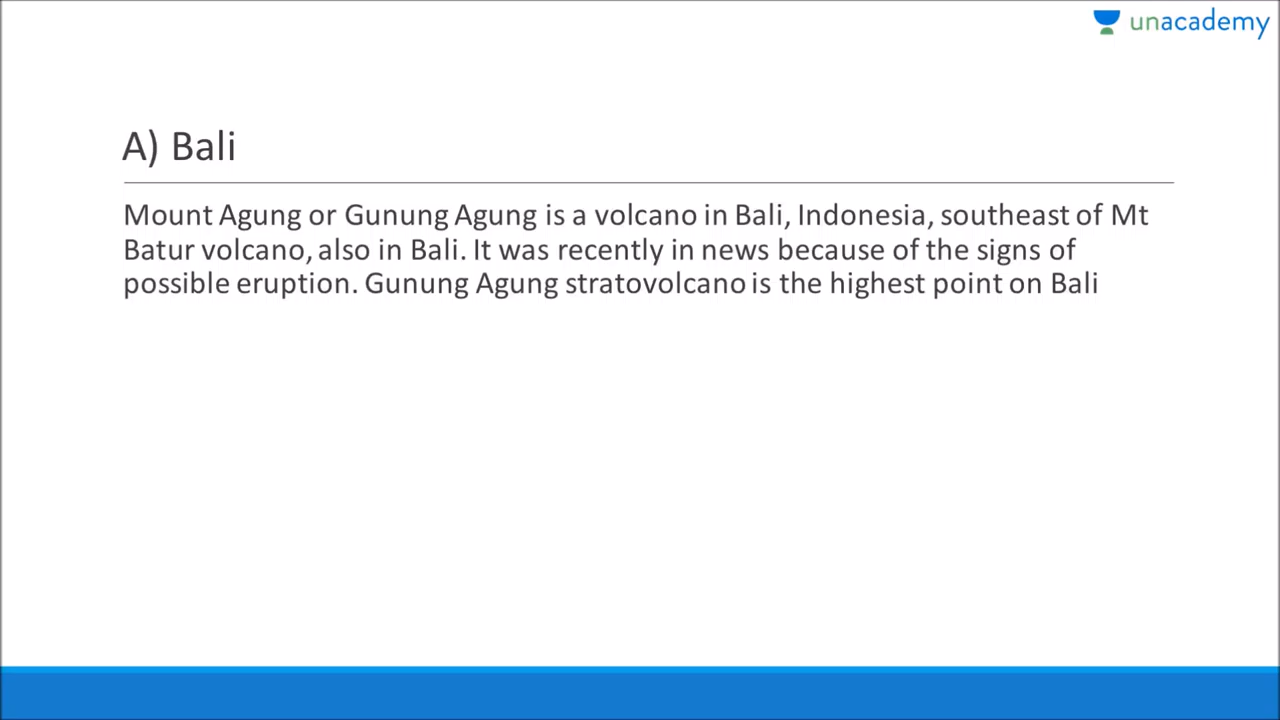 unacademy
A) Bali
Mount Agung or Gunung Agung is a volcano in Bali, Indonesia, southeast of Mt
Batur volcano, also in Bali. It was recently in news because of the signs of
possible eruption. Gunung Agung stratovolcano is the highest point on Bali